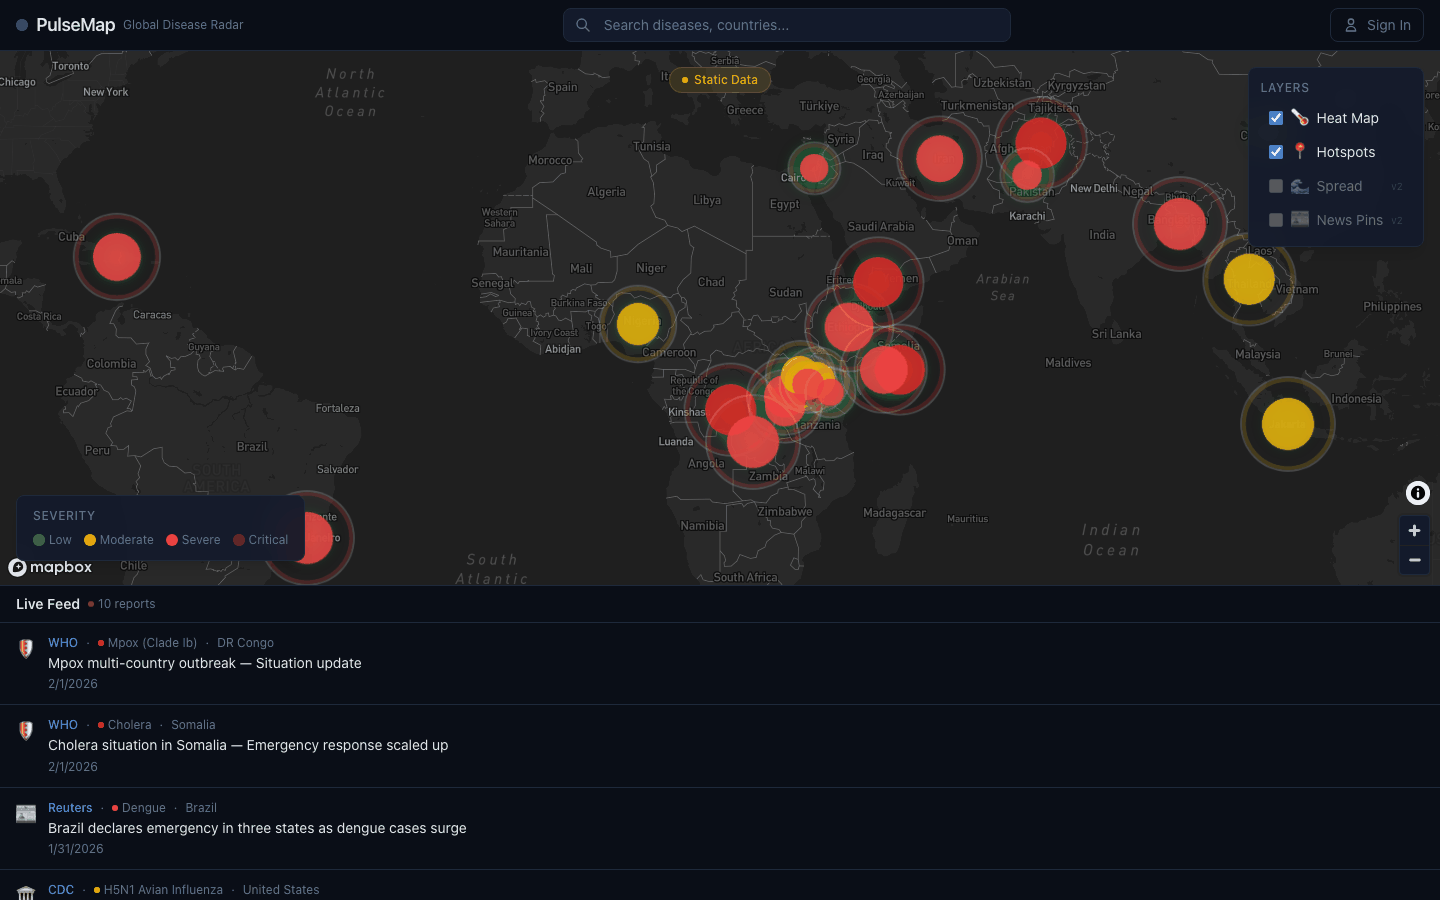 PulseMap Global Disease Radar
Search diseases, countries...
Sign In
Static Data
LAYERS
Heat Map
Hotspots
Spread v2
News Pins v2
Toronto
Chicago
New York
North
Atlantic
Ocean
Spain
Serbia
Greece
Türkiye
Georgia
Azerbaijan
Uzbekistan
Kyrgyzstan
Turkmenistan
Tajikistan
Tunisia
Syria
Iraq
Morocco
Cairo
Kuwait
Pakistan
New Delhi
Nepal
Algeria
Libya
Egypt
Karachi
Western
Sahara
Saudi Arabia
Oman
India
Cuba
Mauritania
Mali
Niger
Chad
Sudan
Arabian
Sea
Laos
Vietnam
Senegal
Philippines
Costa Rica
Caracas
Guinea
Burkina Faso
Ivory Coast
Togo
Abidjan
Cameroon
Somalia
Sri Lanka
Maldives
Malaysia
Brunei
Guyana
Colombia
Ecuador
Republic of
the Congo
Kinshas
Fortaleza
Indonesia
Peru
Brazil
Luanda
Tanzania
SOUTH
AMERICA
Salvador
Angola
Zambia
Malawi
Zimbabwe
Madagascar
Mauritius
Namibia
Indian
Ocean
South
Atlantic
South Africa
Chile
SEVERITY
Low Moderate Severe Critical
mapbox
Live Feed 10 reports
WHO · Mpox (Clade Ib) · DR Congo
Mpox multi-country outbreak — Situation update
2/1/2026
WHO · Cholera · Somalia
Cholera situation in Somalia — Emergency response scaled up
2/1/2026
Reuters · Dengue · Brazil
Brazil declares emergency in three states as dengue cases surge
1/31/2026
CDC · H5N1 Avian Influenza · United States